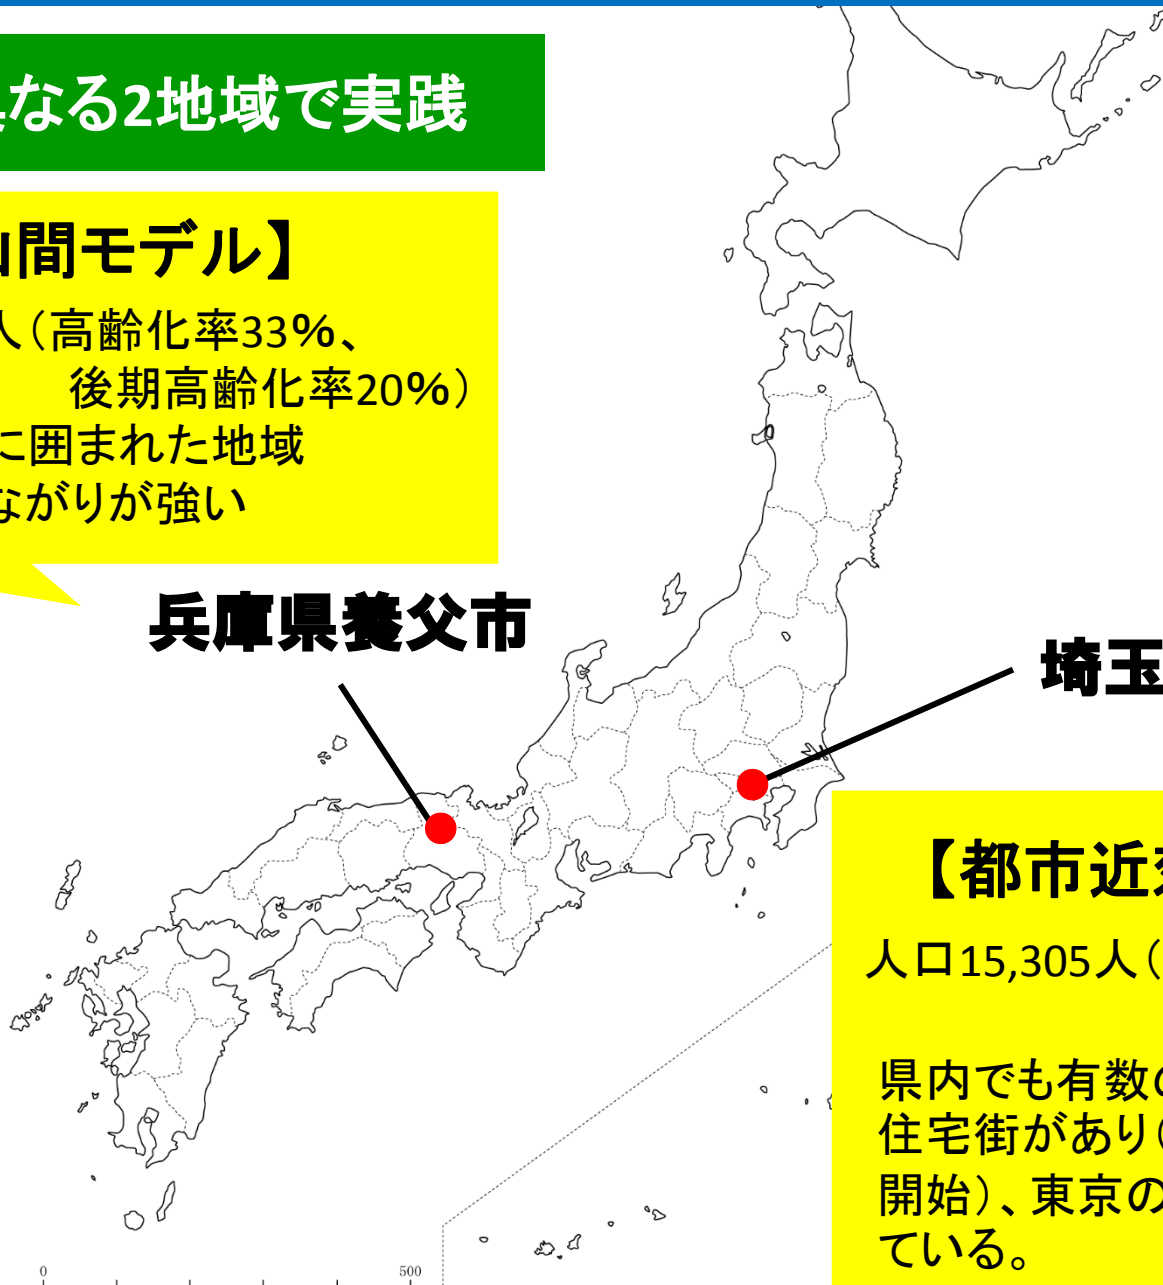 なる2地域で実践
間モデル】
人（高齢化率33%、
後期高齢化率20%）
に囲まれた地域
ながりが強い
兵庫県養父市
埼玉
【都市近
人口15,305人（
県内でも有数
住宅街があり
開始）、東京の
ている。
0
500